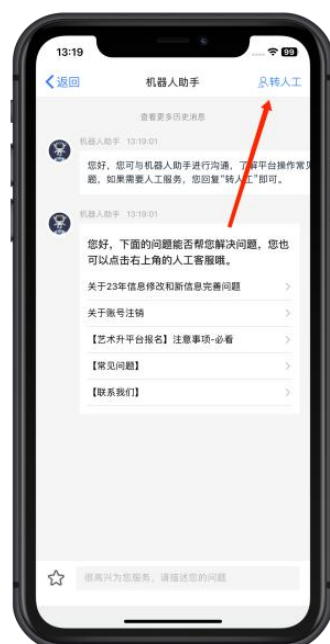 13:19
99
返回
机器人助手
转人工
查看更多历史消息
机器人助手 13:19:01
您好，您可与机器人助手进行沟通，了解平台操作常见
题，如果需要人工服务，您回复“转人工”即可。
机器人助手 13:19:01
您好，下面的问题能否帮您解决问题，您也
可以点击右上角的人工客服哦。
关于23年信息修改和新信息完善问题
关于账号注销
【艺术升平台报名】注意事项-必看
【常见问题】
【联系我们】
很高兴为您服务，请描述您的问题